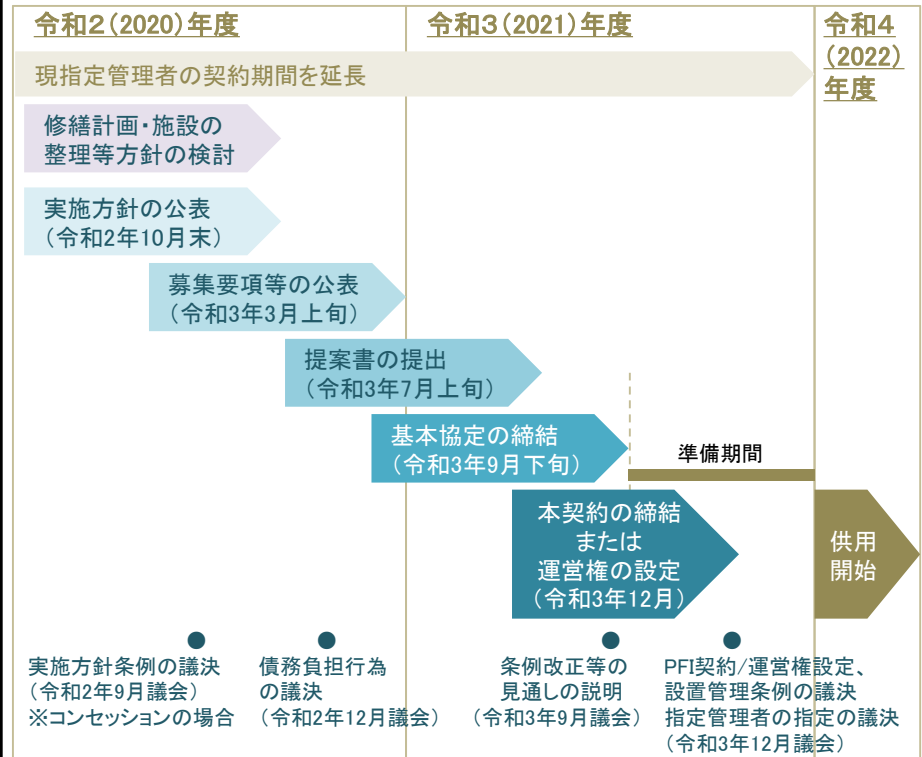 令和2(2020)年度
令和3(2021)年度
令和4
(2022)
年度
現指定管理者の契約期間を延長
修繕計画・施設の
整理等方針の検討
実施方針の公表
（令和2年10月末）
募集要項等の公表
（令和3年3月上旬）
提案書の提出
（令和3年7月上旬）
基本協定の締結
（令和3年9月下旬）
準備期間
本契約の締結
または
運営権の設定
（令和3年12月）
供用
開始
実施方針条例の議決
（令和2年9月議会）
※コンセッションの場合
債務負担行為
の議決
（令和2年12月議会）
条例改正等の
見通しの説明
（令和3年9月議会）
PFI契約/運営権設定、
設置管理条例の議決
指定管理者の指定の議決
（令和3年12月議会）